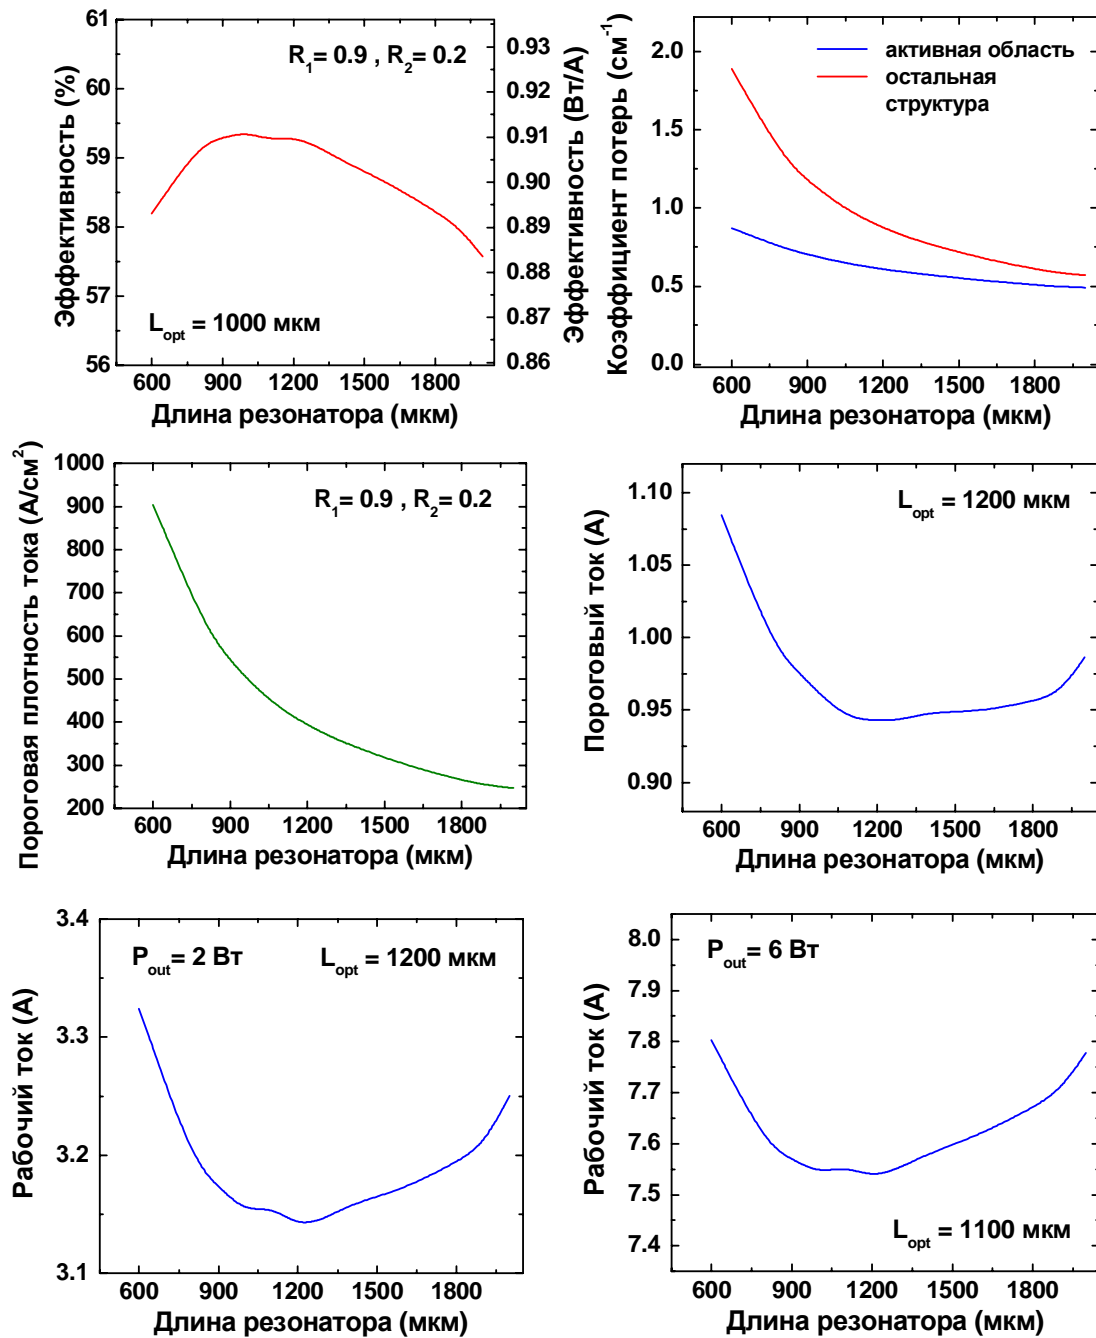 Эффективность (%)
61
60
59
58
57
56
R1= 0.9 , R2= 0.2
Lopt = 1000 мкм
0.93
0.92
0.91
0.90
0.89
0.88
0.87
0.86
Эффективность (Вт/А)
600 900 1200 1500 1800
Длина резонатора (мкм)
Коэффициент потерь (см-1)
2.0
1.5
1.0
0.5
0.0
активная область
остальная
структура
600 900 1200 1500 1800
Длина резонатора (мкм)
Пороговая плотность тока (А/см2)
1000
900
800
700
600
500
400
300
200
R1= 0.9 , R2= 0.2
600 900 1200 1500 1800
Длина резонатора (мкм)
Пороговый ток (А)
1.10
1.05
1.00
0.95
0.90
Lopt = 1200 мкм
600 900 1200 1500 1800
Длина резонатора (мкм)
Рабочий ток (А)
3.4
3.3
3.2
3.1
Pout= 2 Вт
Lopt = 1200 мкм
600 900 1200 1500 1800
Длина резонатора (мкм)
Рабочий ток (А)
8.0
7.9
7.8
7.7
7.6
7.5
7.4
Pout= 6 Вт
Lopt = 1100 мкм
600 900 1200 1500 1800
Длина резонатора (мкм)